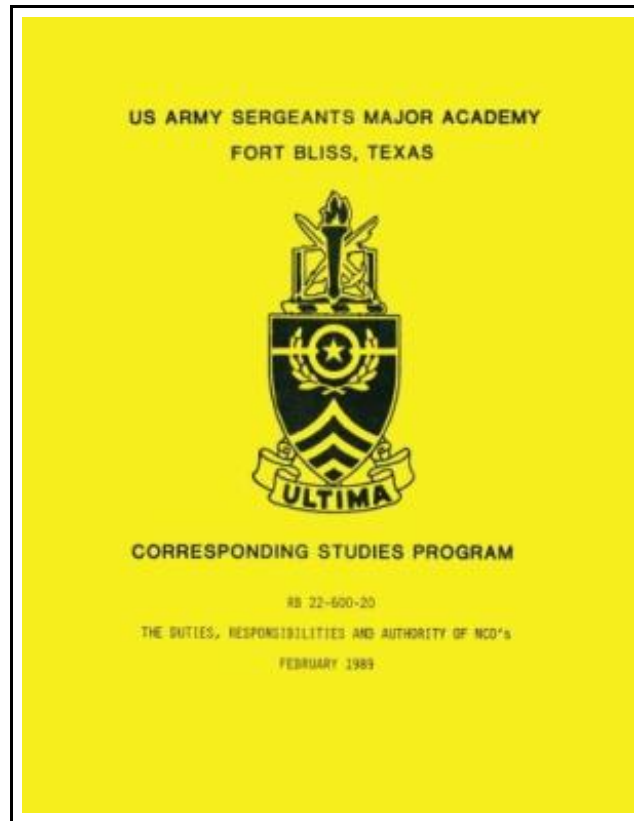 US ARMY SERGEANTS MAJOR ACADEMY
FORT BLISS, TEXAS
ULTIMA
CORRESPONDING STUDIES PROGRAM
RB 22-600-20
THE DUTIES, RESPONSIBILITIES AND AUTHORITY OF NCO's
FEBRUARY 1989